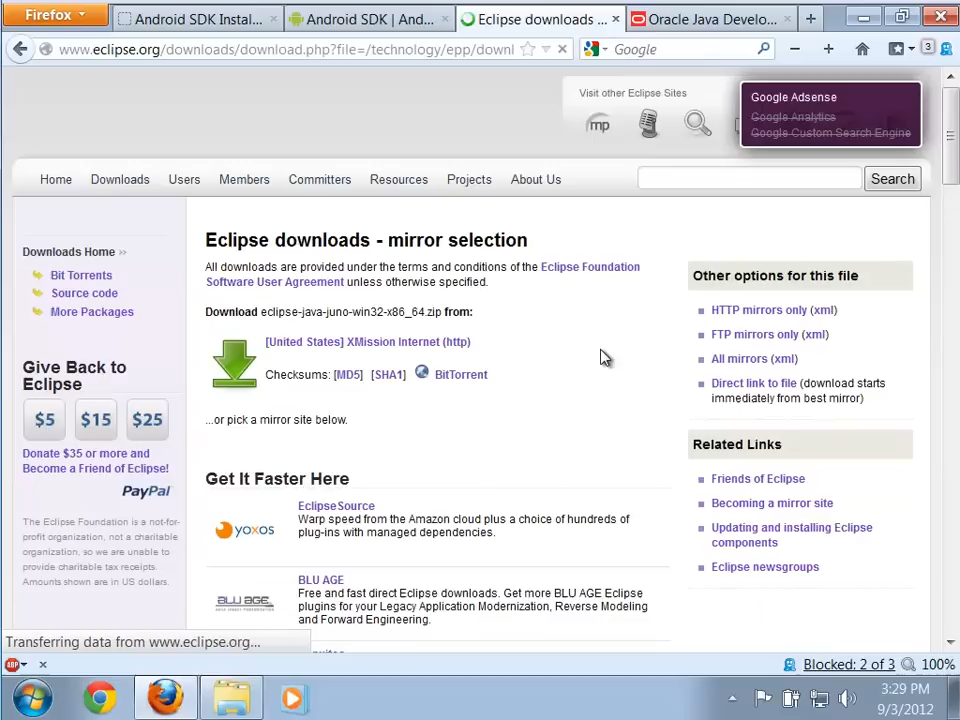 Firefox
Android SDK Instal...
Android SDK | And...
Eclipse downloads ...
Oracle Java Develo...
www.eclipse.org/downloads/download.php?file=/technology/epp/downl
Google
3
Visit other Eclipse Sites
mp
Google Adsense
Google Analytics
Google Custom Search Engine
Home
Downloads
Users
Members
Committers
Resources
Projects
About Us
Search
Downloads Home >>
Bit Torrents
Source code
More Packages
Give Back to
Eclipse
$5
$15
$25
Donate $35 or more and
Become a Friend of Eclipse!
PayPal
The Eclipse Foundation is a not-for-
profit organization, not a charitable
organization, so we are unable to
provide charitable tax receipts.
Amounts shown are in US dollars.
Eclipse downloads - mirror selection
All downloads are provided under the terms and conditions of the Eclipse Foundation
Software User Agreement unless otherwise specified.
Download eclipse-java-juno-win32-x86_64.zip from:
[United States] XMission Internet (http)
Checksums: [MD5] [SHA1] BitTorrent
...or pick a mirror site below.
Get It Faster Here
yoxos
EclipseSource
Warp speed from the Amazon cloud plus a choice of hundreds of
plug-ins with managed dependencies.
BLU AGE
BLU AGE
Free and fast direct Eclipse downloads. Get more BLU AGE Eclipse
plugins for your Legacy Application Modernization, Reverse Modeling
and Forward Engineering.
Other options for this file
HTTP mirrors only (xml)
FTP mirrors only (xml)
All mirrors (xml)
Direct link to file (download starts
immediately from best mirror)
Related Links
Friends of Eclipse
Becoming a mirror site
Updating and installing Eclipse
components
Eclipse newsgroups
Transferring data from www.eclipse.org...
ABP
Blocked: 2 of 3
100%
3:29 PM
9/3/2012